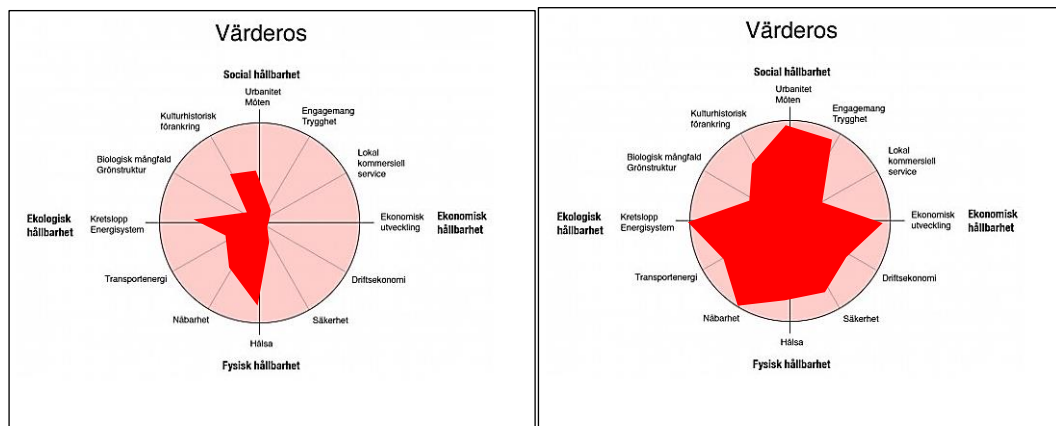 Värderos
Social hållbarhet
Urbanitet
Möten
Engagemang
Trygghet
Kulturhistorisk
förankring
Lokal
kommersiell
service
Biologisk mångfald
Grönstruktur
Ekologisk
hållbarhet
Kretslopp
Energisystem
Ekonomisk
utveckling
Ekonomisk
hållbarhet
Transportenergi
Driftsekonomi
Nåbarhet
Säkerhet
Hälsa
Fysisk hållbarhet
Värderos
Social hållbarhet
Urbanitet
Möten
Engagemang
Trygghet
Kulturhistorisk
förankring
Lokal
kommersiell
service
Biologisk mångfald
Grönstruktur
Ekologisk
hållbarhet
Kretslopp
Energisystem
Ekonomisk
utveckling
Ekonomisk
hållbarhet
Transportenergi
Driftsekonomi
Nåbarhet
Säkerhet
Hälsa
Fysisk hållbarhet